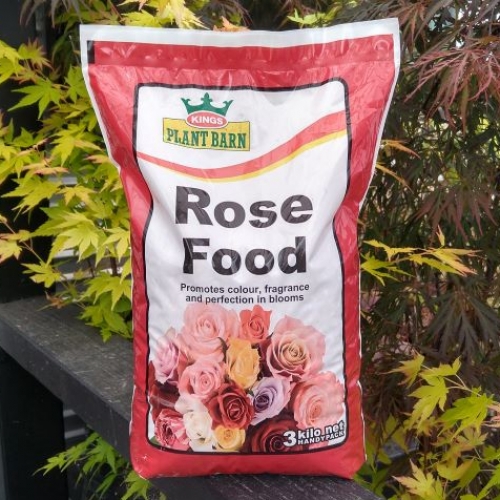 KINGS
PLANT BARN
Rose
Food
Promotes colour, fragrance
and perfection in blooms
3 kilo net
HANDYPACK